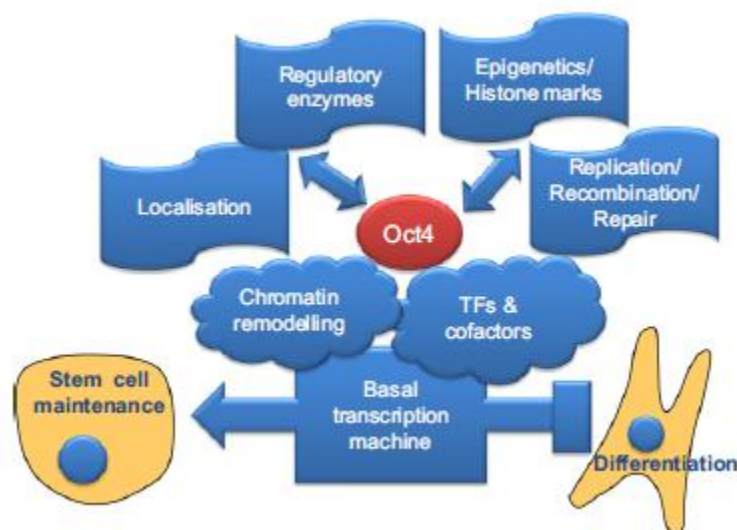 Regulatory
enzymes
Epigenetics/
Histone marks
Localisation
Replication/
Recombination/
Repair
Oct4
Chromatin
remodelling
TFs &
cofactors
Stem cell
maintenance
Basal
transcription
machine
Differentiation